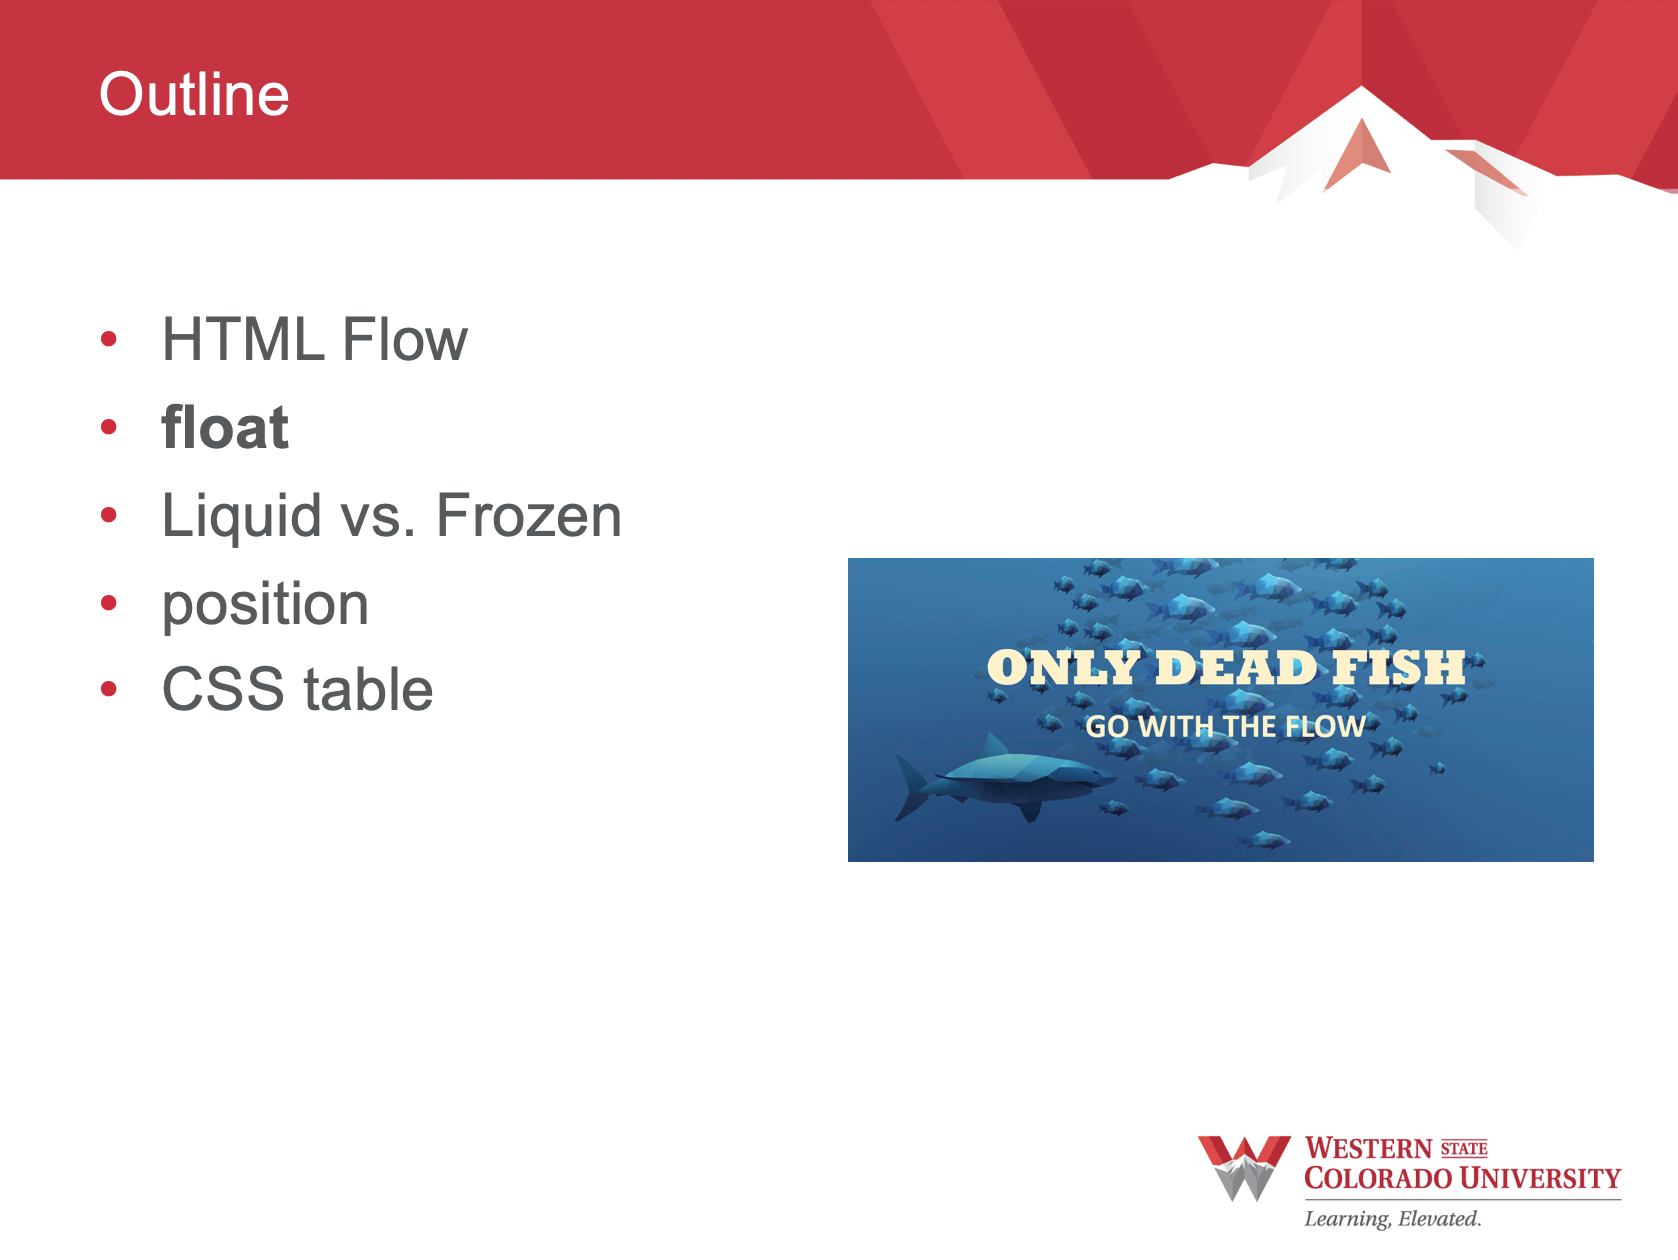 Outline
• HTML Flow
• float
• Liquid vs. Frozen
• position
• CSS table
ONLY DEAD FISH
GO WITH THE FLOW
WESTERN STATE
COLORADO UNIVERSITY
Learning, Elevated.